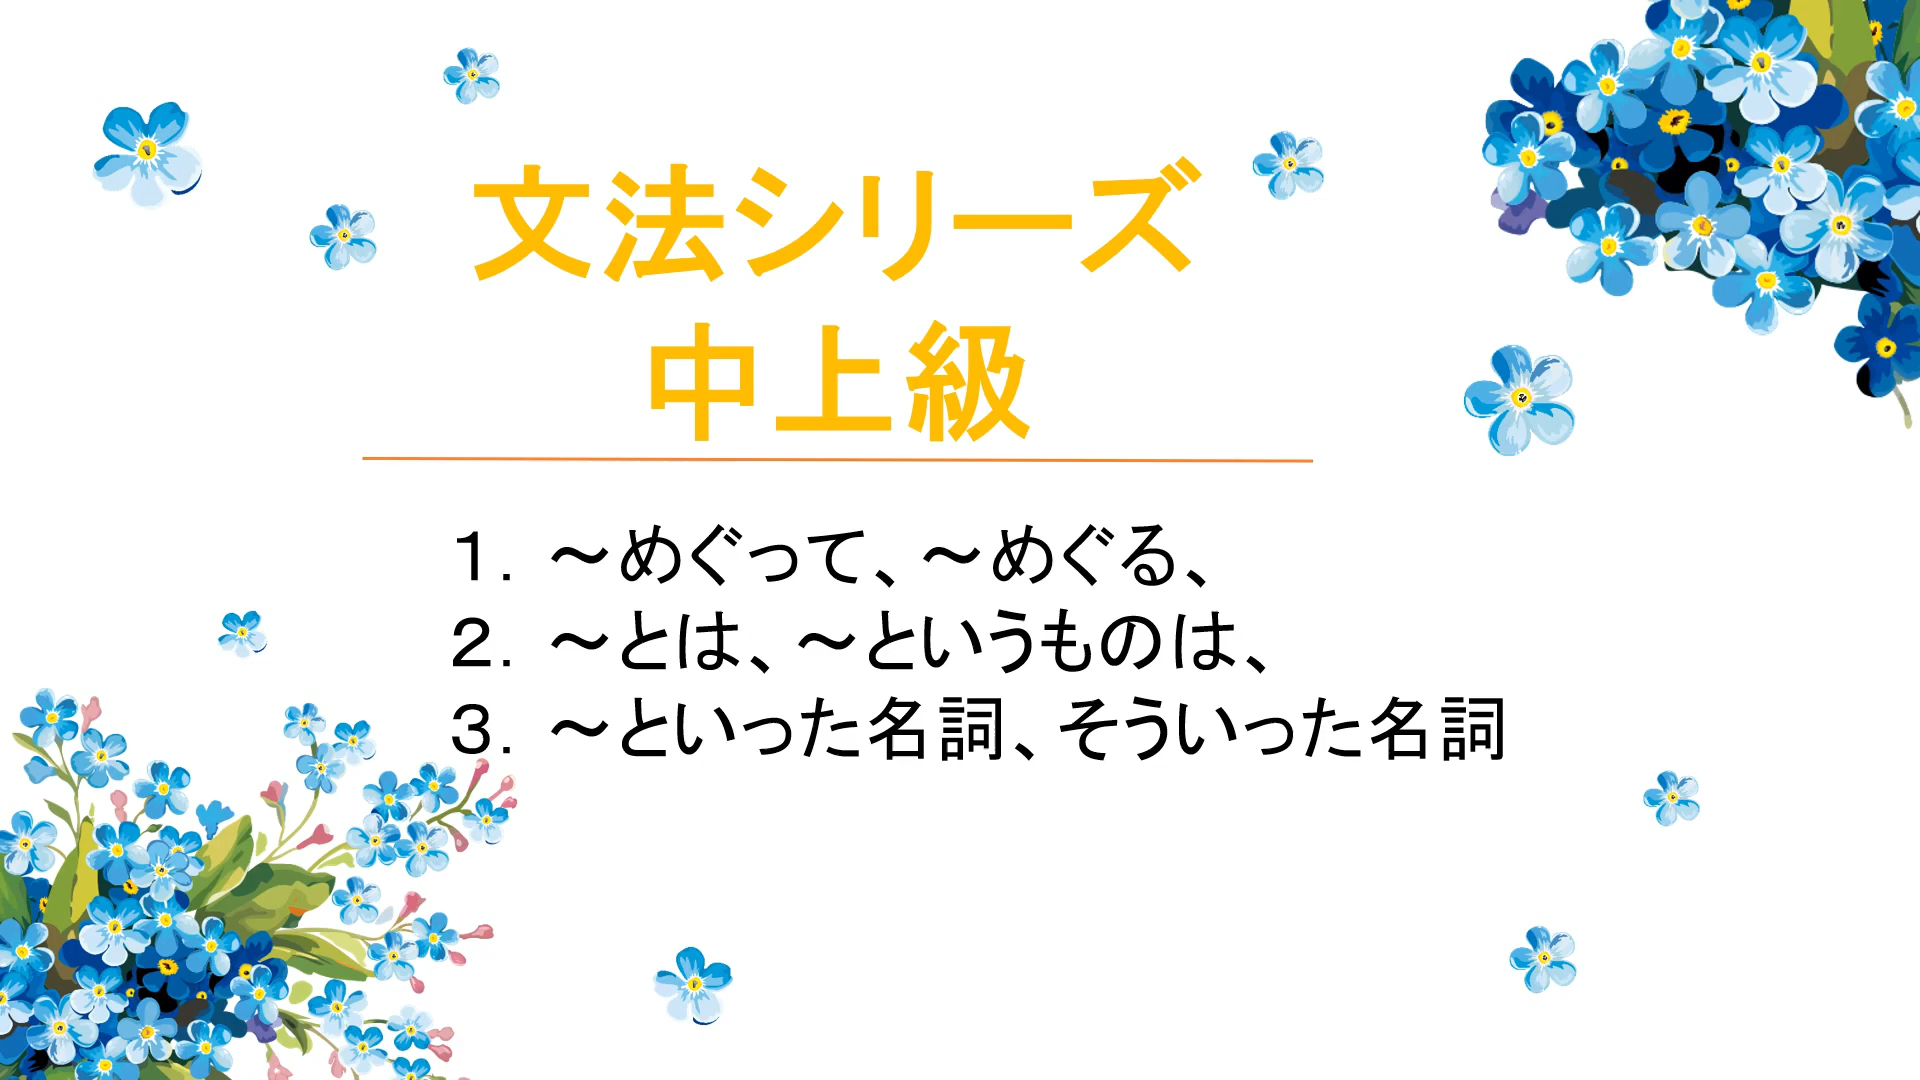 文法シリーズ
中上級
１．～めぐって、～めぐる、
２．～とは、～というものは、
３．～といった名詞、そういった名詞